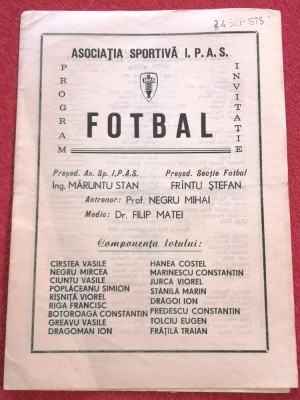 24 SEP 1975
ASOCIAȚIA SPORTIVĂ I.P.A.S.
PROGRAM
INVITAȚIE
FOTBAL
Președ. As. Sp. I.P.A.S.
Ing. MĂRUNTU STAN
Președ. Secție Fotbal
FRÎNTU ȘTEFAN
Antrenor: Prof. NEGRU MIHAI
Medic: Dr. FILIP MATEI
Componența lotului:
CÎRSTEA VASILE
NEGRU MIRCEA
CIUNTU VASILE
POPLĂCEANU SIMION
RÎȘNIȚĂ VIOREL
RIGA FRANCISC
BOTOROAGĂ CONSTANTIN
GREAVU VASILE
DRAGOMAN ION
HANEA COSTEL
MARINESCU CONSTANTIN
JURCA VIOREL
STĂNILĂ MARIN
DRĂGOI ION
PREDESCU CONSTANTIN
TOLCIU EUGEN
FRĂȚILĂ TRAIAN